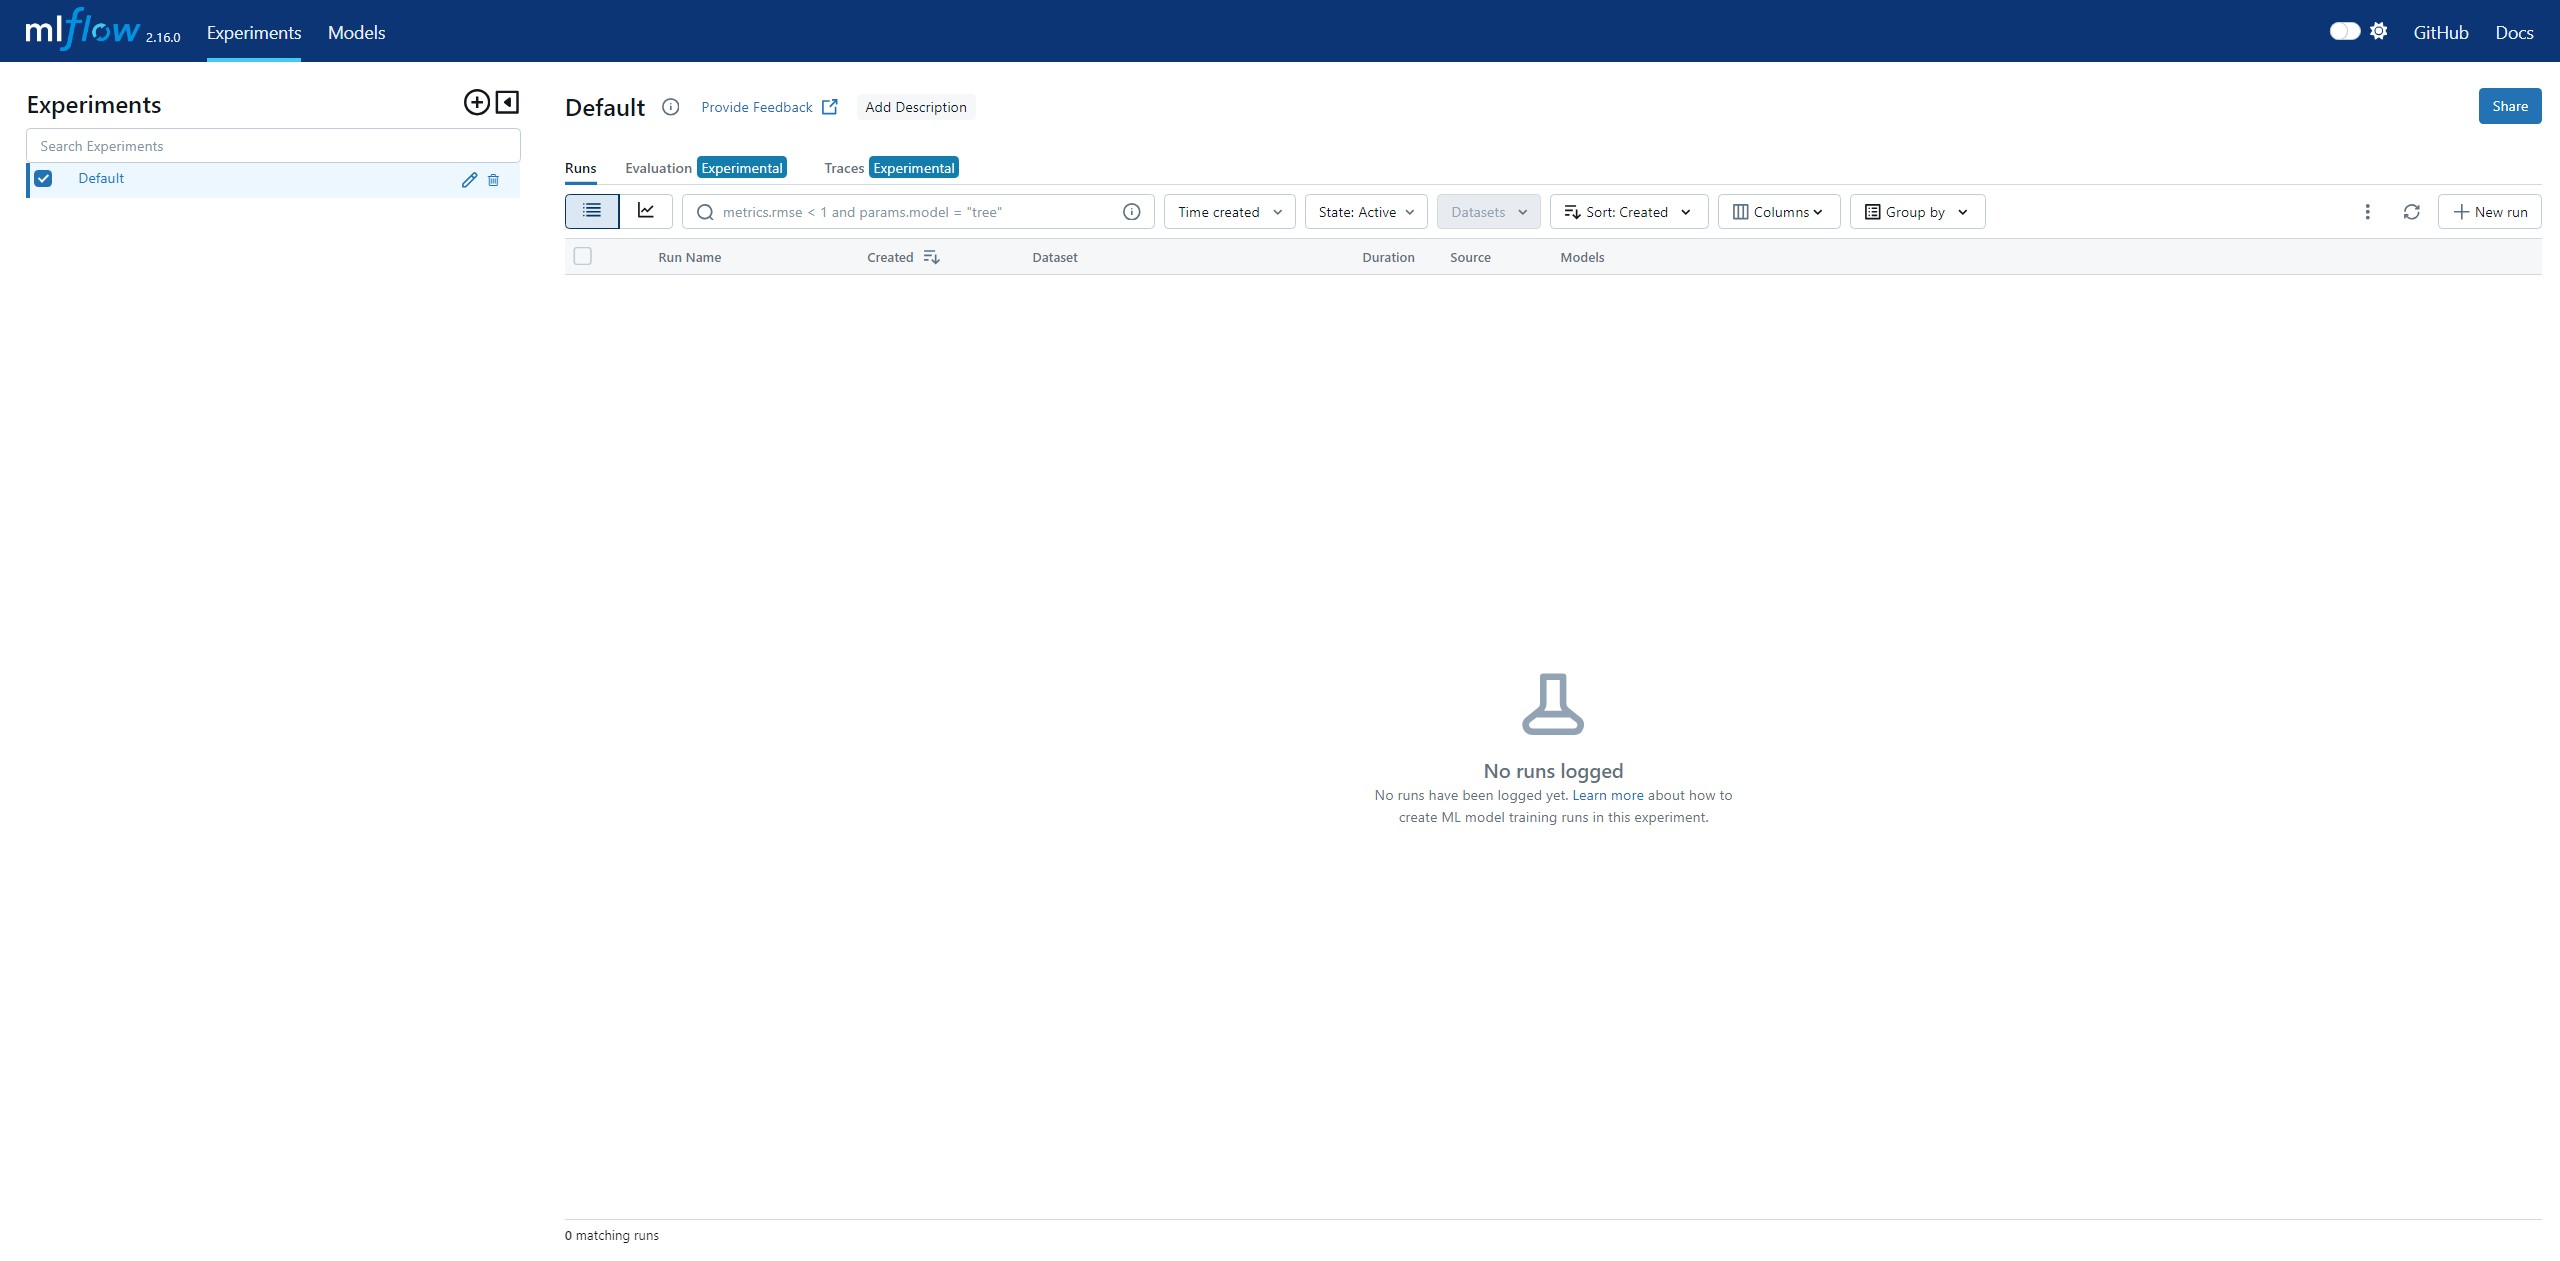 mlflow 2.16.0 Experiments Models GitHub Docs
Experiments
Search Experiments
Default
Default Provide Feedback Add Description Share
Runs Evaluation Experimental Traces Experimental
metrics.rmse < 1 and params.model = "tree" Time created State: Active Datasets Sort: Created Columns Group by New run
Run Name Created Dataset Duration Source Models
No runs logged
No runs have been logged yet. Learn more about how to
create ML model training runs in this experiment.
0 matching runs